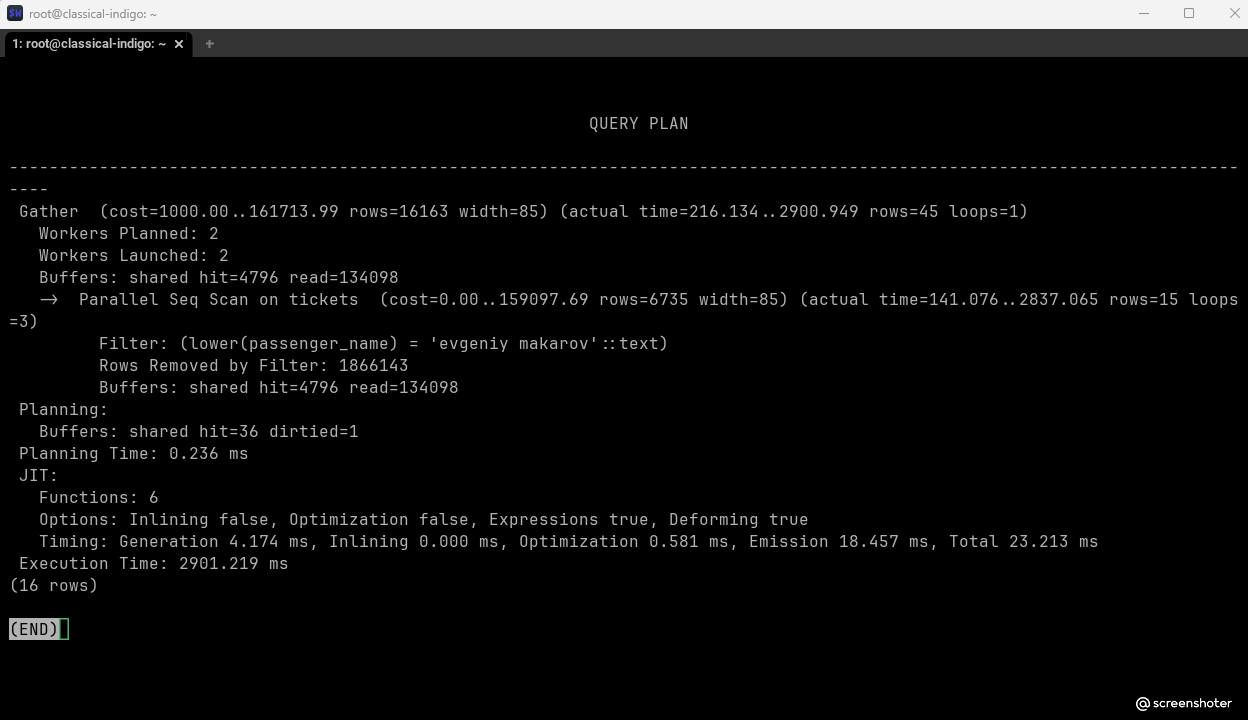 root@classical-indigo: ~
1: root@classical-indigo: ~ × +
QUERY PLAN
---------------------------------------------------------------------------------------------------------------------------
----
Gather  (cost=1000.00..161713.99 rows=16163 width=85) (actual time=216.134..2900.949 rows=45 loops=1)
Workers Planned: 2
Workers Launched: 2
Buffers: shared hit=4796 read=134098
->  Parallel Seq Scan on tickets  (cost=0.00..159097.69 rows=6735 width=85) (actual time=141.076..2837.065 rows=15 loops
=3)
Filter: (lower(passenger_name) = 'evgeniy makarov'::text)
Rows Removed by Filter: 1866143
Buffers: shared hit=4796 read=134098
Planning:
Buffers: shared hit=36 dirtied=1
Planning Time: 0.236 ms
JIT:
Functions: 6
Options: Inlining false, Optimization false, Expressions true, Deforming true
Timing: Generation 4.174 ms, Inlining 0.000 ms, Optimization 0.581 ms, Emission 18.457 ms, Total 23.213 ms
Execution Time: 2901.219 ms
(16 rows)
(END)
@screenshoter